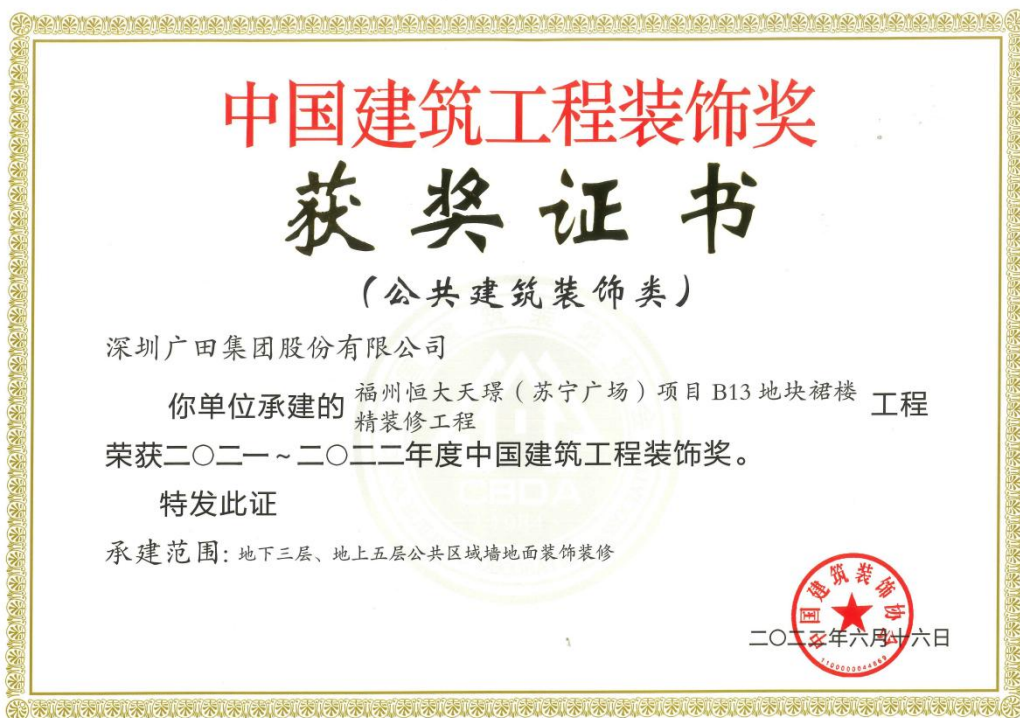 中国建筑工程装饰奖
获奖证书
（公共建筑装饰类）
深圳广田集团股份有限公司
你单位承建的 福州恒大天璟（苏宁广场）项目 B13 地块裙楼
精装修工程 工程
荣获二〇二一～二〇二二年度中国建筑工程装饰奖。
特发此证
承建范围：地下三层、地上五层公共区域墙地面装饰装修
中国建筑装饰协会
二〇二三年六月十六日
CBDA